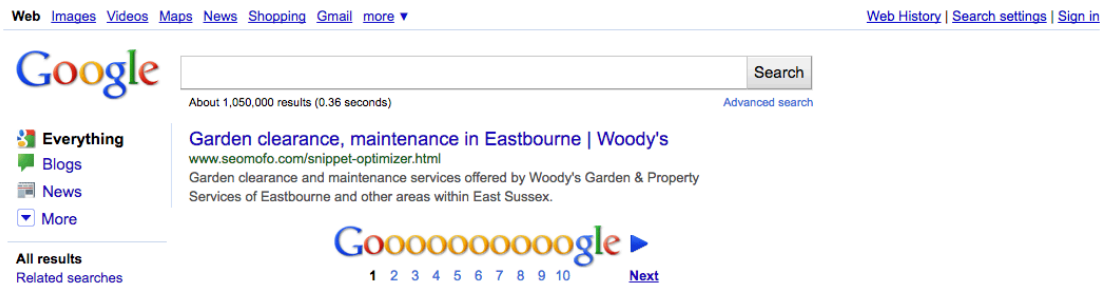 Web Images Videos Maps News Shopping Gmail more ▼
Web History | Search settings | Sign in
Google
Search
About 1,050,000 results (0.36 seconds)
Advanced search
Everything
Blogs
News
More
All results
Related searches
Garden clearance, maintenance in Eastbourne | Woody's
www.seomofo.com/snippet-optimizer.html
Garden clearance and maintenance services offered by Woody's Garden & Property
Services of Eastbourne and other areas within East Sussex.
Goooooooooogle
1 2 3 4 5 6 7 8 9 10 Next